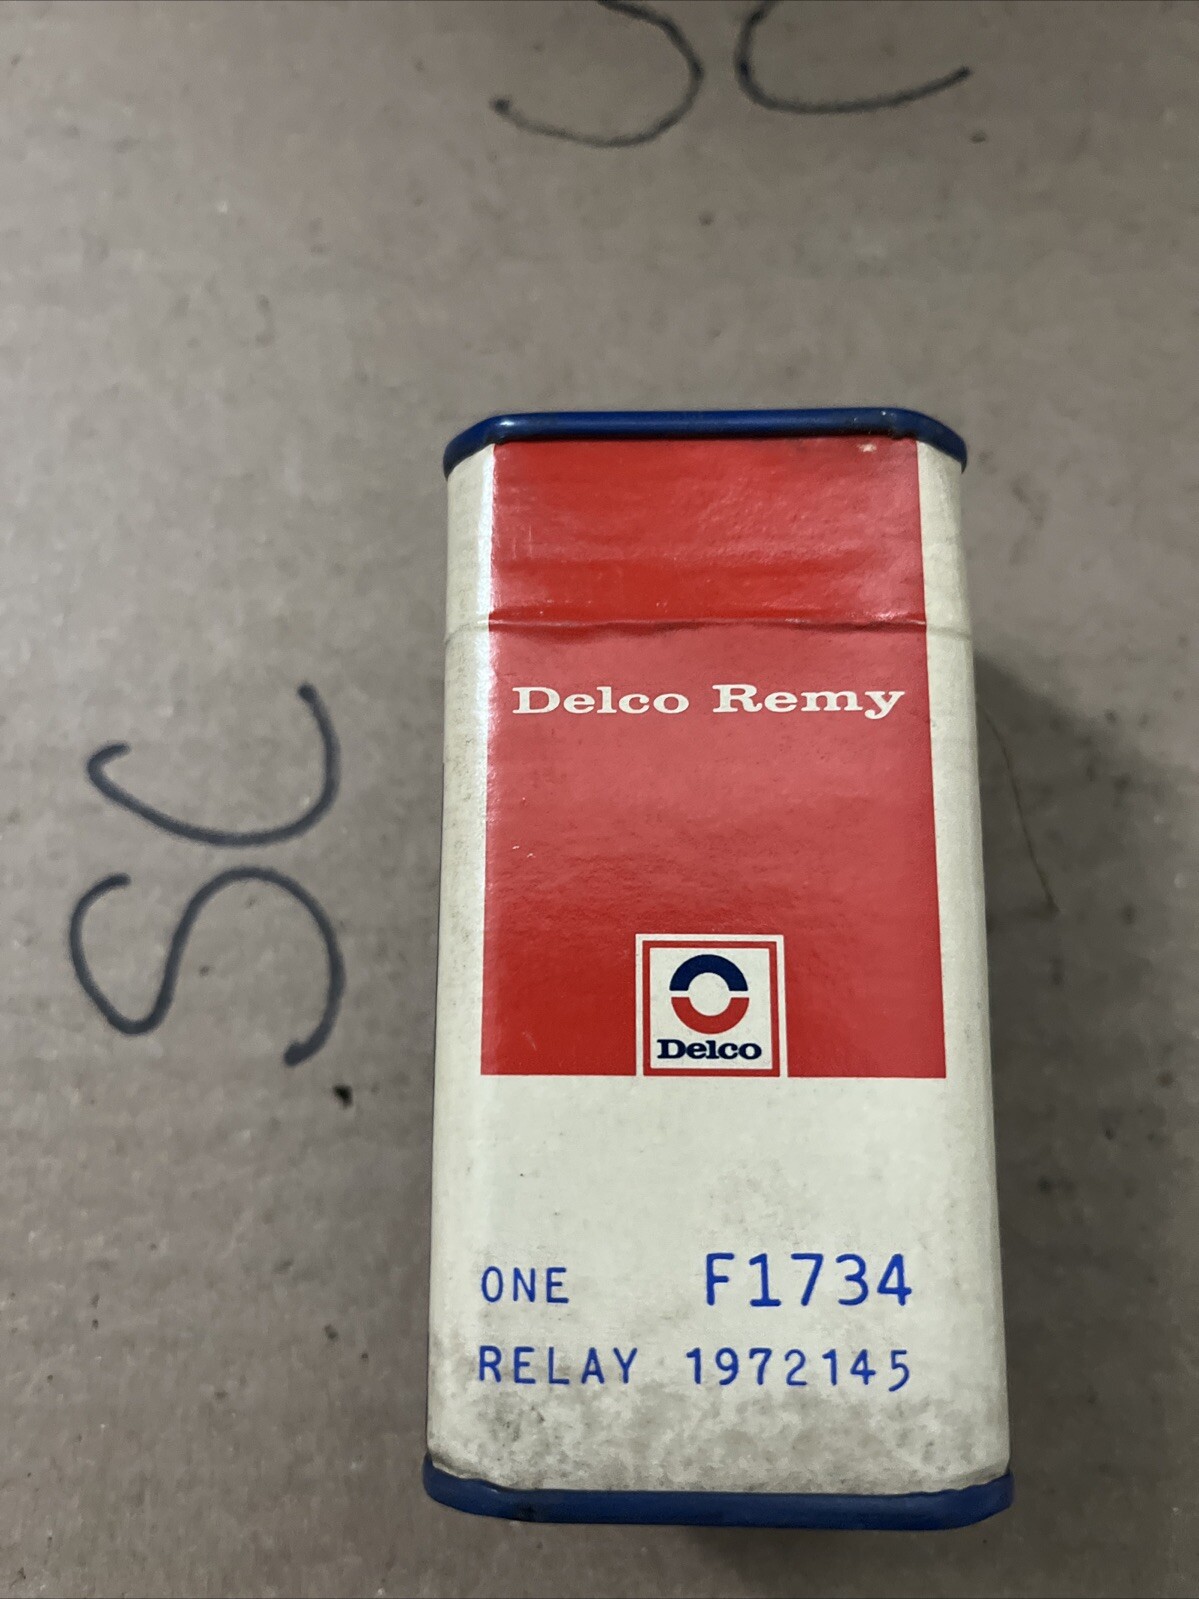 SC
Delco Remy
SC
Delco
ONE F1734
RELAY 1972145